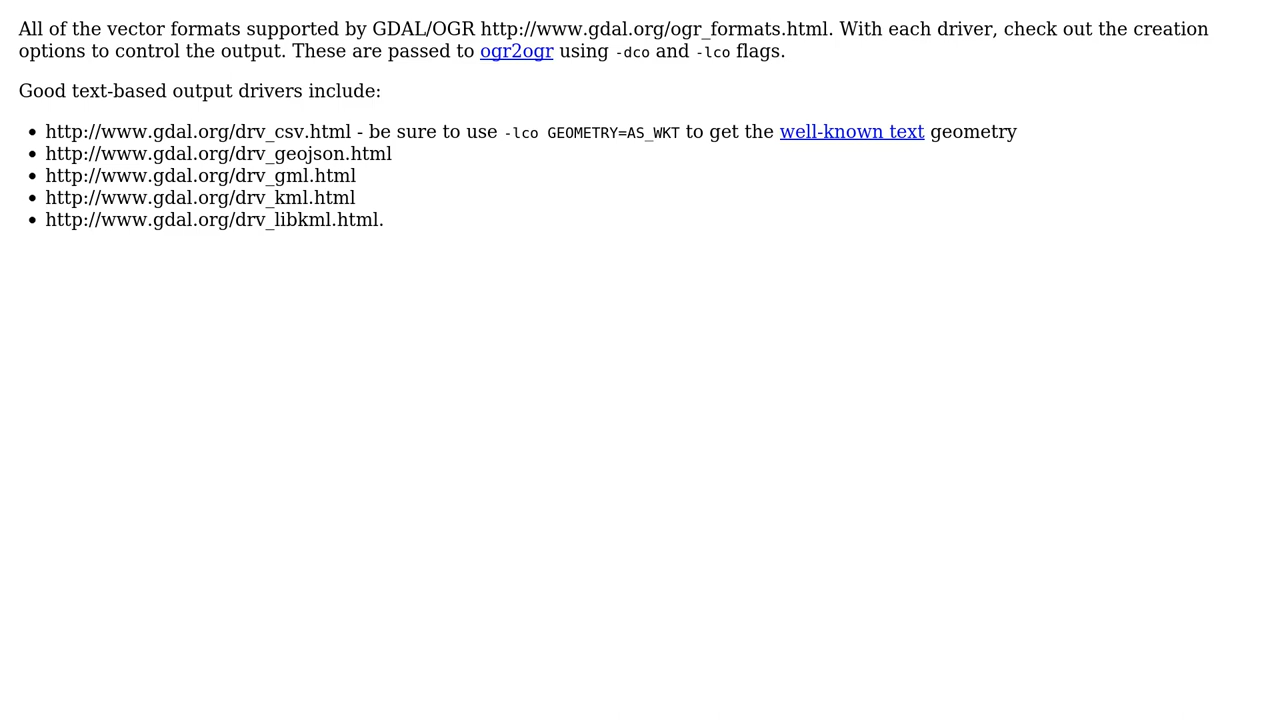 All of the vector formats supported by GDAL/OGR http://www.gdal.org/ogr_formats.html. With each driver, check out the creation
options to control the output. These are passed to ogr2ogr using -dco and -lco flags.
Good text-based output drivers include:
• http://www.gdal.org/drv_csv.html - be sure to use -lco GEOMETRY=AS_WKT to get the well-known text geometry
• http://www.gdal.org/drv_geojson.html
• http://www.gdal.org/drv_gml.html
• http://www.gdal.org/drv_kml.html
• http://www.gdal.org/drv_libkml.html.